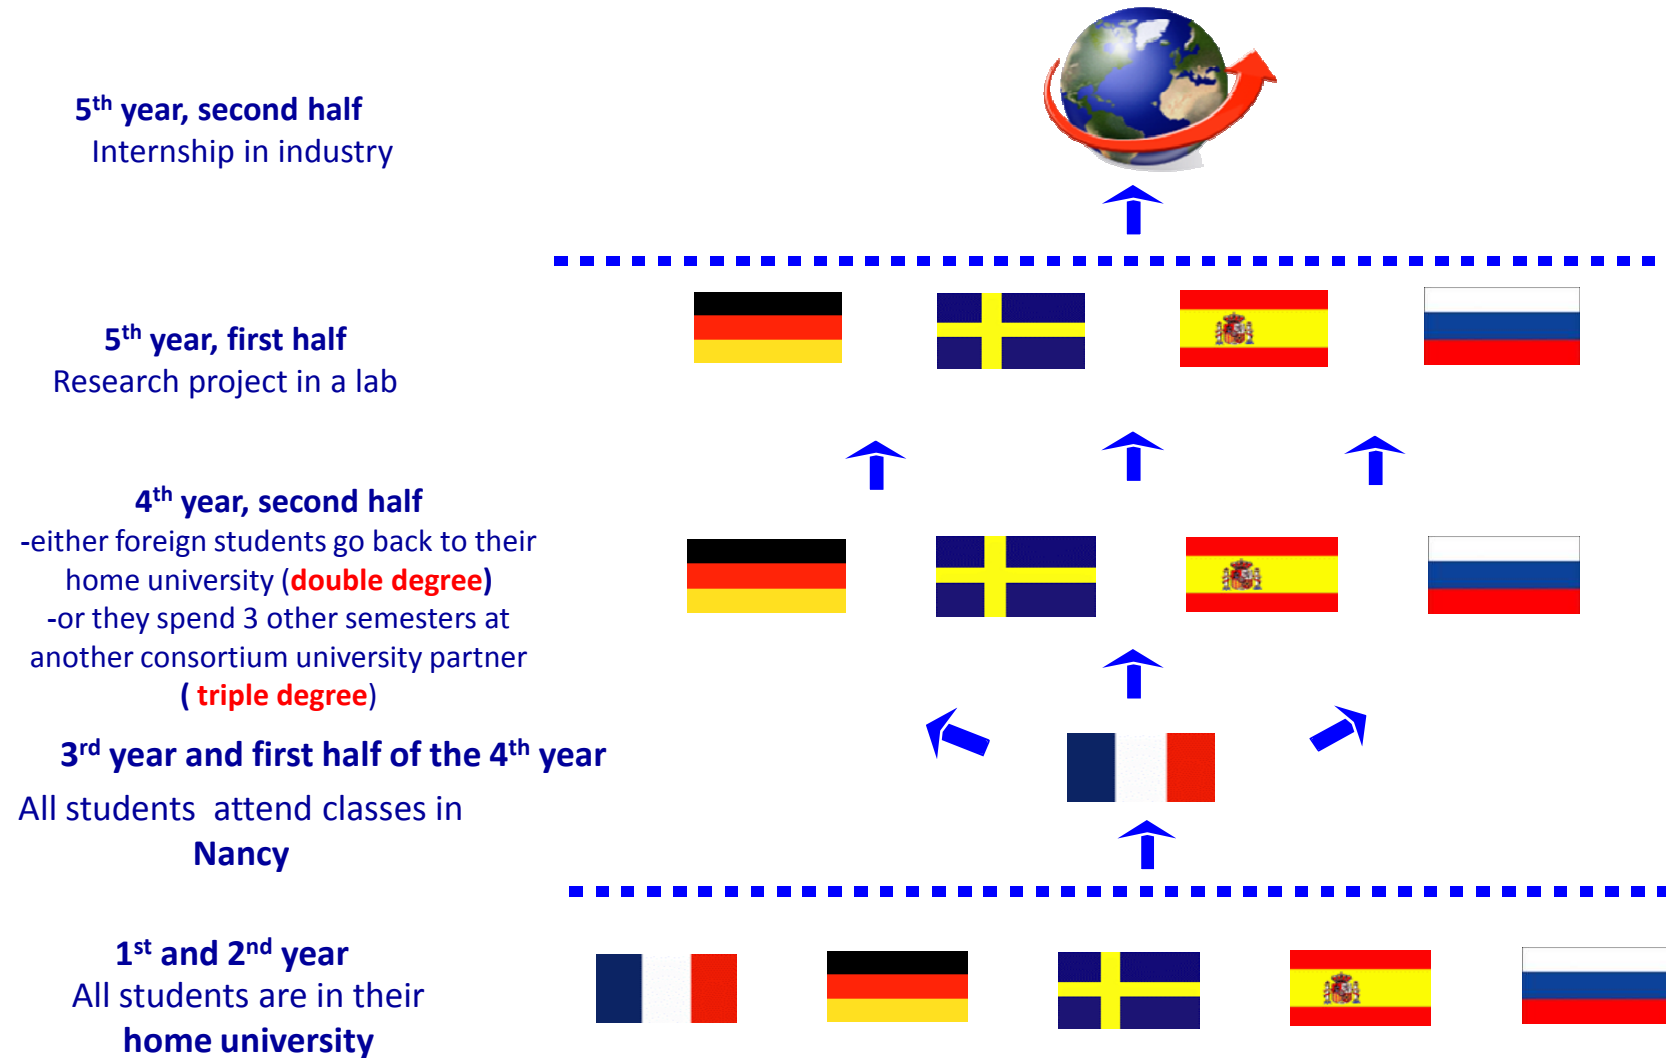 5th year, second half
Internship in industry
5th year, first half
Research project in a lab
4th year, second half
-either foreign students go back to their
home university (double degree)
-or they spend 3 other semesters at
another consortium university partner
( triple degree)
3rd year and first half of the 4th year
All students attend classes in
Nancy
1st and 2nd year
All students are in their
home university